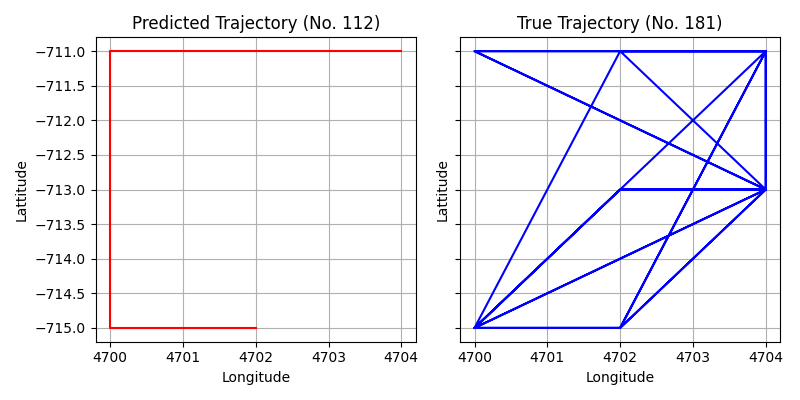 Predicted Trajectory (No. 112)
True Trajectory (No. 181)
Lattitude
−711.0
−711.5
−712.0
−712.5
−713.0
−713.5
−714.0
−714.5
−715.0
4700 4701 4702 4703 4704
Longitude
Lattitude
4700 4701 4702 4703 4704
Longitude